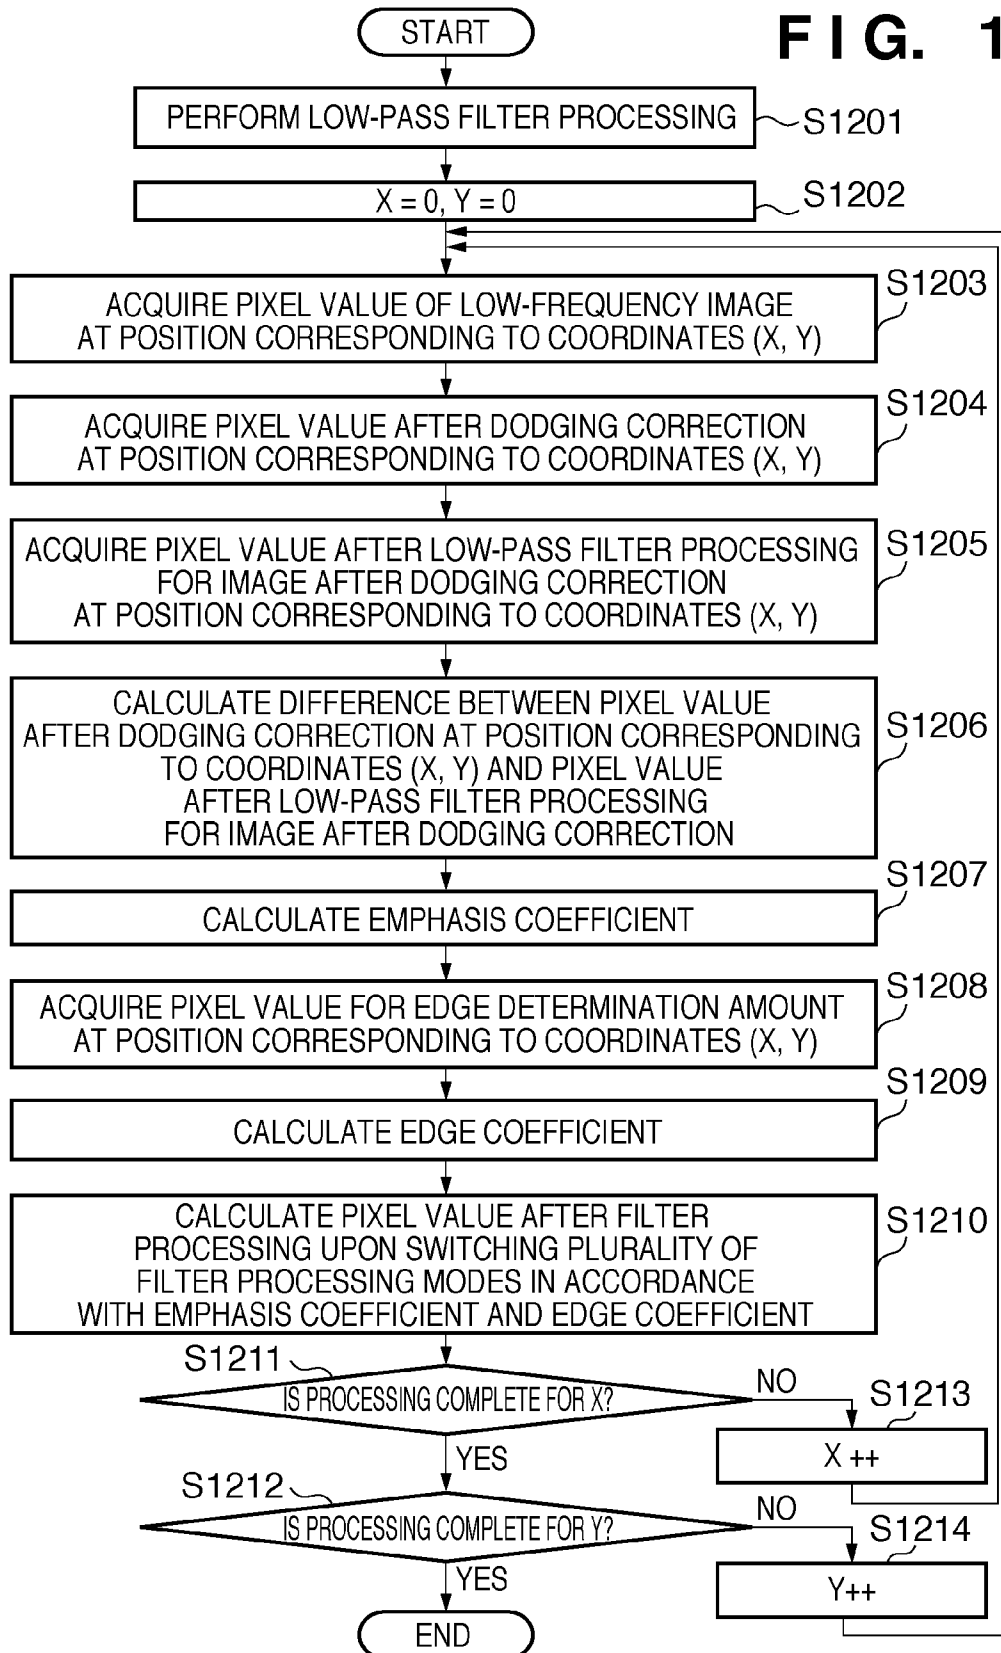 START
FIG. 1
PERFORM LOW-PASS FILTER PROCESSING
S1201
X = 0, Y = 0
S1202
S1203
ACQUIRE PIXEL VALUE OF LOW-FREQUENCY IMAGE
AT POSITION CORRESPONDING TO COORDINATES (X, Y)
S1204
ACQUIRE PIXEL VALUE AFTER DODGING CORRECTION
AT POSITION CORRESPONDING TO COORDINATES (X, Y)
S1205
ACQUIRE PIXEL VALUE AFTER LOW-PASS FILTER PROCESSING
FOR IMAGE AFTER DODGING CORRECTION
AT POSITION CORRESPONDING TO COORDINATES (X, Y)
S1206
CALCULATE DIFFERENCE BETWEEN PIXEL VALUE
AFTER DODGING CORRECTION AT POSITION CORRESPONDING
TO COORDINATES (X, Y) AND PIXEL VALUE
AFTER LOW-PASS FILTER PROCESSING
FOR IMAGE AFTER DODGING CORRECTION
S1207
CALCULATE EMPHASIS COEFFICIENT
S1208
ACQUIRE PIXEL VALUE FOR EDGE DETERMINATION AMOUNT
AT POSITION CORRESPONDING TO COORDINATES (X, Y)
S1209
CALCULATE EDGE COEFFICIENT
S1210
CALCULATE PIXEL VALUE AFTER FILTER
PROCESSING UPON SWITCHING PLURALITY OF
FILTER PROCESSING MODES IN ACCORDANCE
WITH EMPHASIS COEFFICIENT AND EDGE COEFFICIENT
S1211
IS PROCESSING COMPLETE FOR X?
NO
S1213
X ++
YES
S1212
IS PROCESSING COMPLETE FOR Y?
NO
S1214
Y++
YES
END